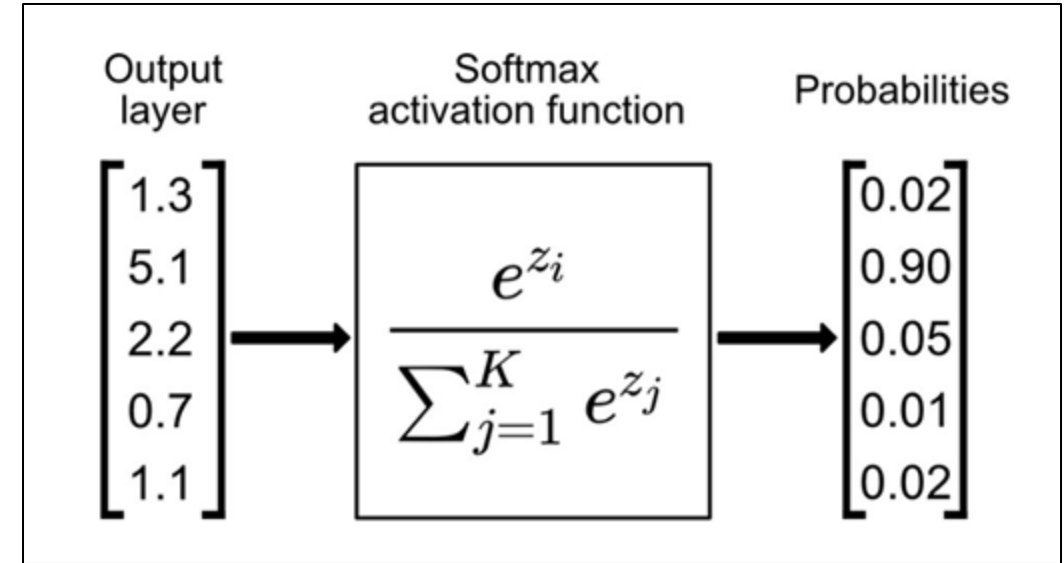 Output
layer
Softmax
activation function
Probabilities
1.3
5.1
2.2
0.7
1.1
e^{z_i}
∑_{j=1}^{K} e^{z_j}
0.02
0.90
0.05
0.01
0.02